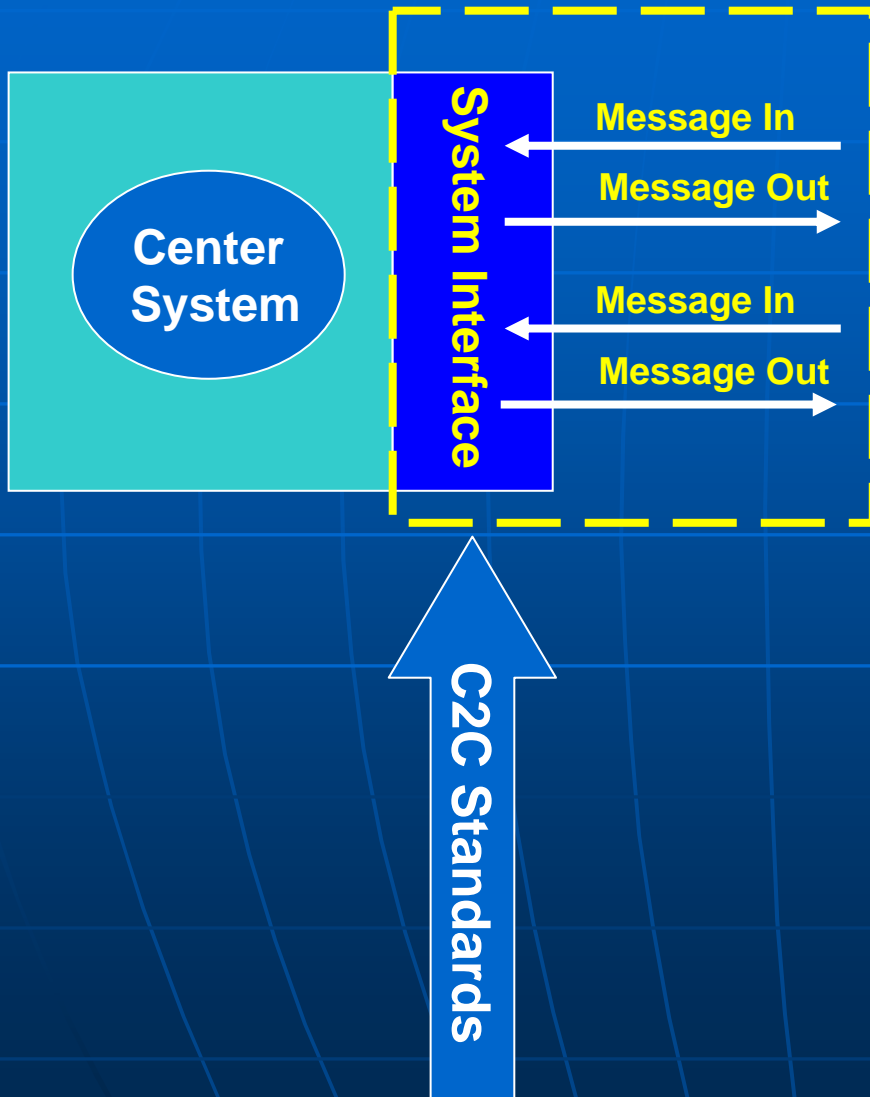 Center
System
System Interface
Message In
Message Out
Message In
Message Out
C2C Standards